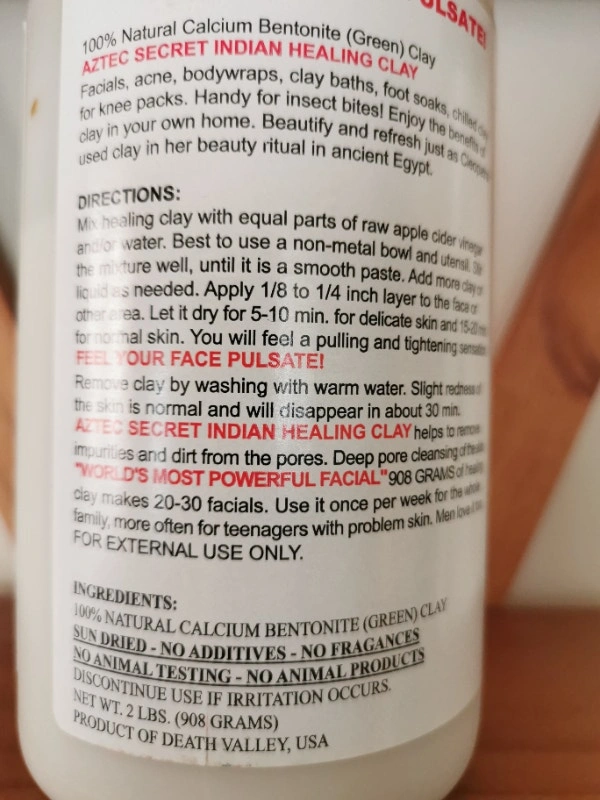 PULSATE!
100% Natural Calcium Bentonite (Green) Clay
AZTEC SECRET INDIAN HEALING CLAY
Facials, acne, bodywraps, clay baths, foot soaks, chilled clay
for knee packs. Handy for insect bites! Enjoy the benefits of
clay in your own home. Beautify and refresh just as Cleopatra
used clay in her beauty ritual in ancient Egypt.
DIRECTIONS:
Mix healing clay with equal parts of raw apple cider vinegar
and/or water. Best to use a non-metal bowl and utensil. Stir
the mixture well, until it is a smooth paste. Add more clay or
liquid as needed. Apply 1/8 to 1/4 inch layer to the face or
other area. Let it dry for 5-10 min. for delicate skin and 15-20 min.
for normal skin. You will feel a pulling and tightening sensation.
FEEL YOUR FACE PULSATE!
Remove clay by washing with warm water. Slight redness of
the skin is normal and will disappear in about 30 min.
AZTEC SECRET INDIAN HEALING CLAY helps to remove
impurities and dirt from the pores. Deep pore cleansing of the skin.
"WORLD'S MOST POWERFUL FACIAL" 908 GRAMS of healing
clay makes 20-30 facials. Use it once per week for the whole
family, more often for teenagers with problem skin. Men love it too.
FOR EXTERNAL USE ONLY.
INGREDIENTS:
100% NATURAL CALCIUM BENTONITE (GREEN) CLAY
SUN DRIED - NO ADDITIVES - NO FRAGANCES
NO ANIMAL TESTING - NO ANIMAL PRODUCTS
DISCONTINUE USE IF IRRITATION OCCURS.
NET WT. 2 LBS. (908 GRAMS)
PRODUCT OF DEATH VALLEY, USA